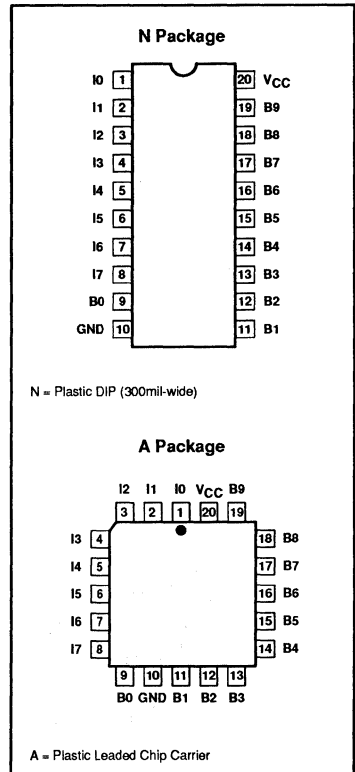 N Package
I0 1 20 VCC
I1 2 19 B9
I2 3 18 B8
I3 4 17 B7
I4 5 16 B6
I5 6 15 B5
I6 7 14 B4
I7 8 13 B3
B0 9 12 B2
GND 10 11 B1
N = Plastic DIP (300mil-wide)
A Package
I2 I1 I0 VCC B9
3 2 1 20 19
I3 4 18 B8
I4 5 17 B7
I5 6 16 B6
I6 7 15 B5
I7 8 14 B4
9 10 11 12 13
B0 GND B1 B2 B3
A = Plastic Leaded Chip Carrier